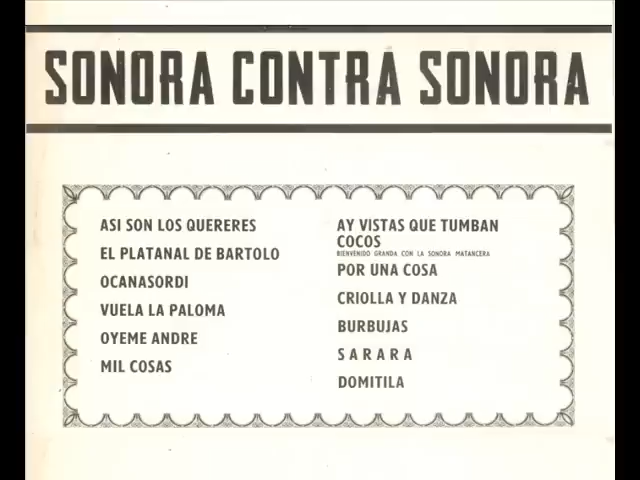 SONORA CONTRA SONORA
ASI SON LOS QUERERES
EL PLATANAL DE BARTOLO
OCANASORDI
VUELA LA PALOMA
OYEME ANDRE
MIL COSAS
AY VISTAS QUE TUMBAN
COCOS
BIENVENIDO GRANDA CON LA SONORA MATANCERA
POR UNA COSA
CRIOLLA Y DANZA
BURBUJAS
SARARA
DOMITILA